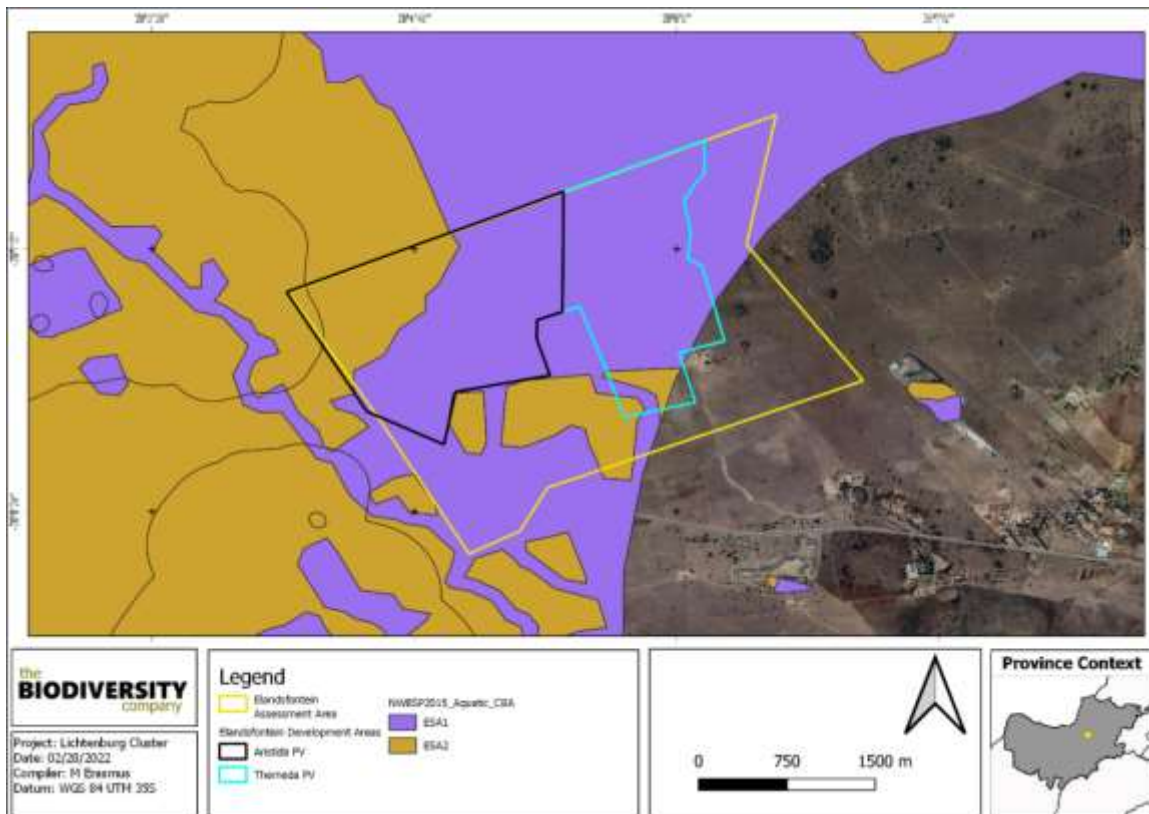 the
BIODIVERSITY
company
Project: Lichtenburg Cluster
Date: 02/28/2022
Compiler: M Erasmus
Datum: WGS 84 UTM 35S
Legend
Elandsfontein
Assessment Area
Elandsfontein Development Areas
Aristida PV
Themeda PV
NWBSP2015_Aquatic_CBA
ESA1
ESA2
0 750 1500 m
Province Context